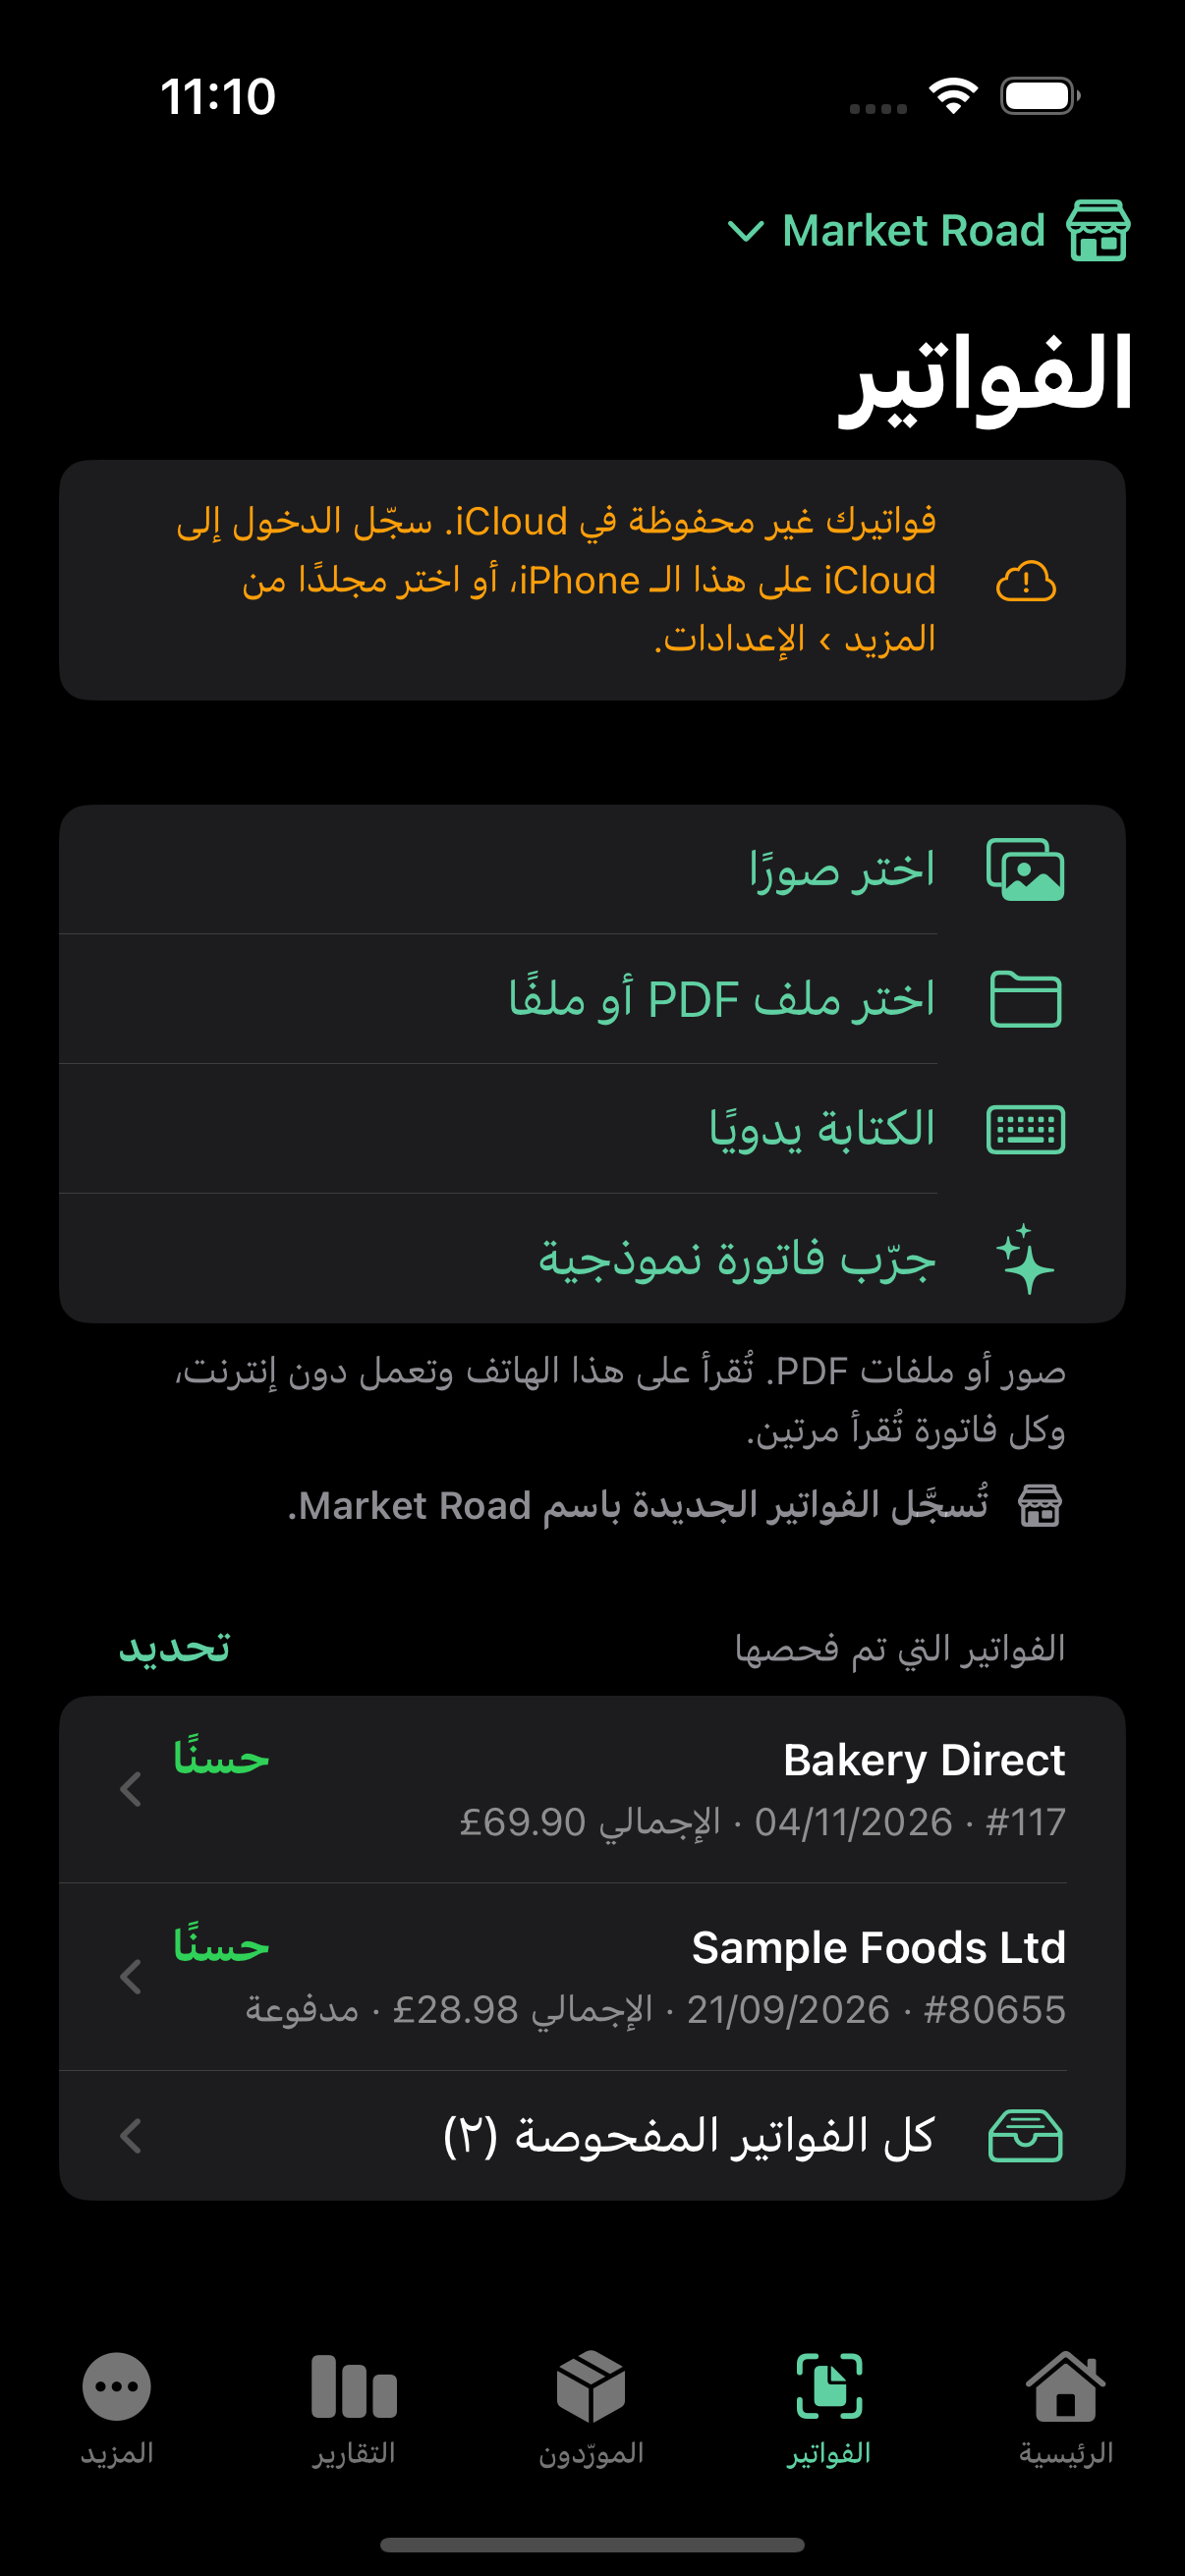 11:10
Market Road
الفواتير
فواتيرك غير محفوظة في iCloud. سجّل الدخول إلى
iCloud على هذا الـ iPhone، أو اختر مجلدًا من
المزيد › الإعدادات.
اختر صورًا
اختر ملف PDF أو ملفًا
الكتابة يدويًا
جرّب فاتورة نموذجية
صور أو ملفات PDF. تُقرأ على هذا الهاتف وتعمل دون إنترنت،
وكل فاتورة تُقرأ مرتين.
تُسجَّل الفواتير الجديدة باسم Market Road.
الفواتير التي تم فحصها
تحديد
Bakery Direct
حسنًا
#117 · 04/11/2026 · الإجمالي £69.90
Sample Foods Ltd
حسنًا
#80655 · 21/09/2026 · الإجمالي £28.98 · مدفوعة
كل الفواتير المفحوصة (٢)
الرئيسية
الفواتير
المورّدون
التقارير
المزيد